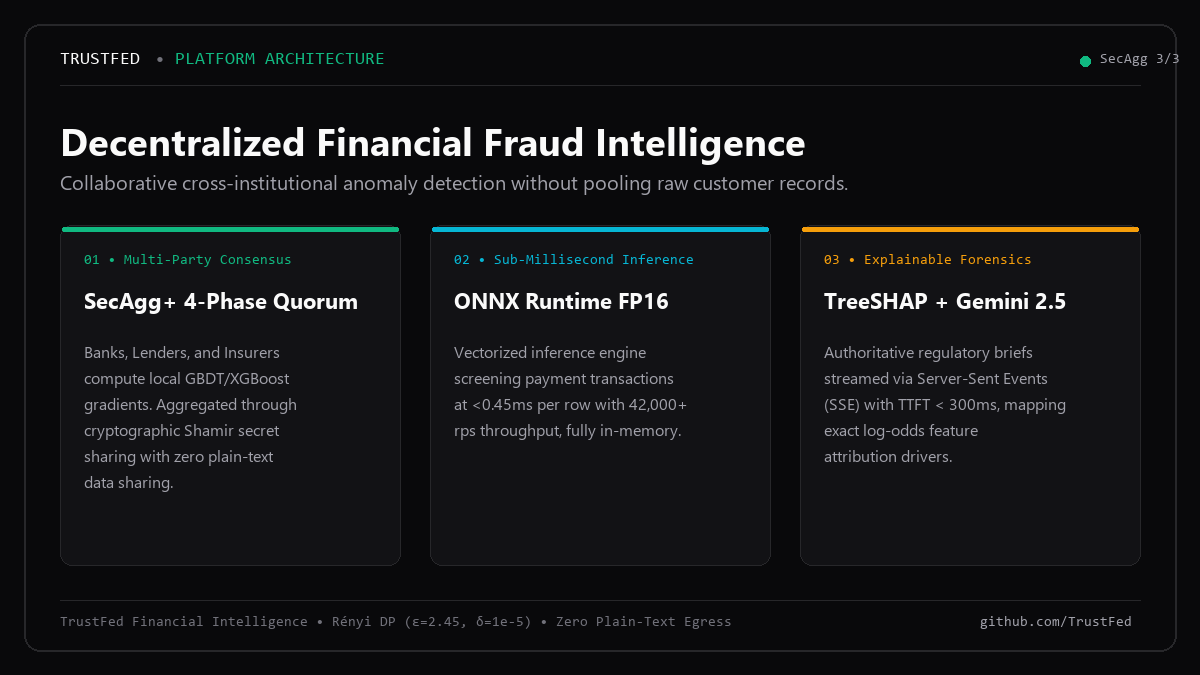 TRUSTFED • PLATFORM ARCHITECTURE
SecAgg 3/3
Decentralized Financial Fraud Intelligence
Collaborative cross-institutional anomaly detection without pooling raw customer records.
01 • Multi-Party Consensus
SecAgg+ 4-Phase Quorum
Banks, Lenders, and Insurers
compute local GBDT/XGBoost
gradients. Aggregated through
cryptographic Shamir secret
sharing with zero plain-text
data sharing.
02 • Sub-Millisecond Inference
ONNX Runtime FP16
Vectorized inference engine
screening payment transactions
at <0.45ms per row with 42,000+
rps throughput, fully in-memory.
03 • Explainable Forensics
TreeSHAP + Gemini 2.5
Authoritative regulatory briefs
streamed via Server-Sent Events
(SSE) with TTFT < 300ms, mapping
exact log-odds feature
attribution drivers.
TrustFed Financial Intelligence • Rényi DP (ε=2.45, δ=1e-5) • Zero Plain-Text Egress
github.com/TrustFed